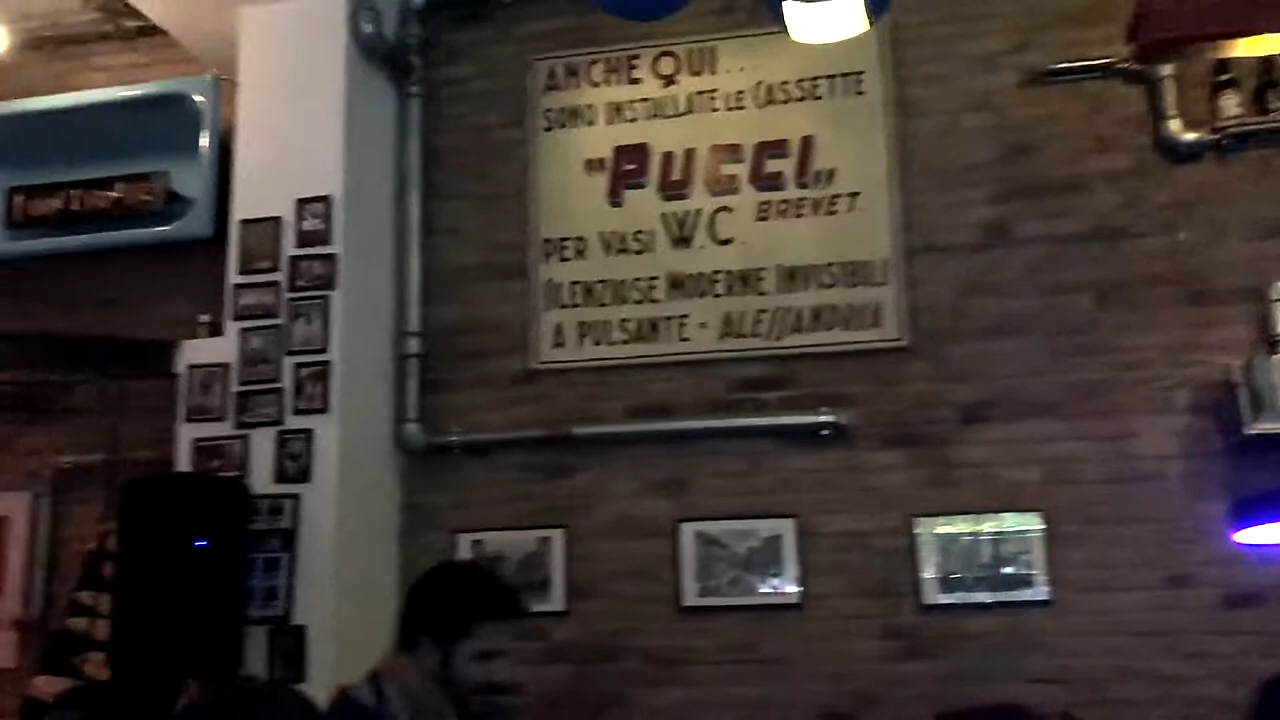 ANCHE QUI...
SONO INSTALLATE LE CASSETTE
"PUCCI„
BREVET.
PER VASI W.C.
SILENZIOSE MODERNE INVISIBILI
A PULSANTE - ALESSANDRIA